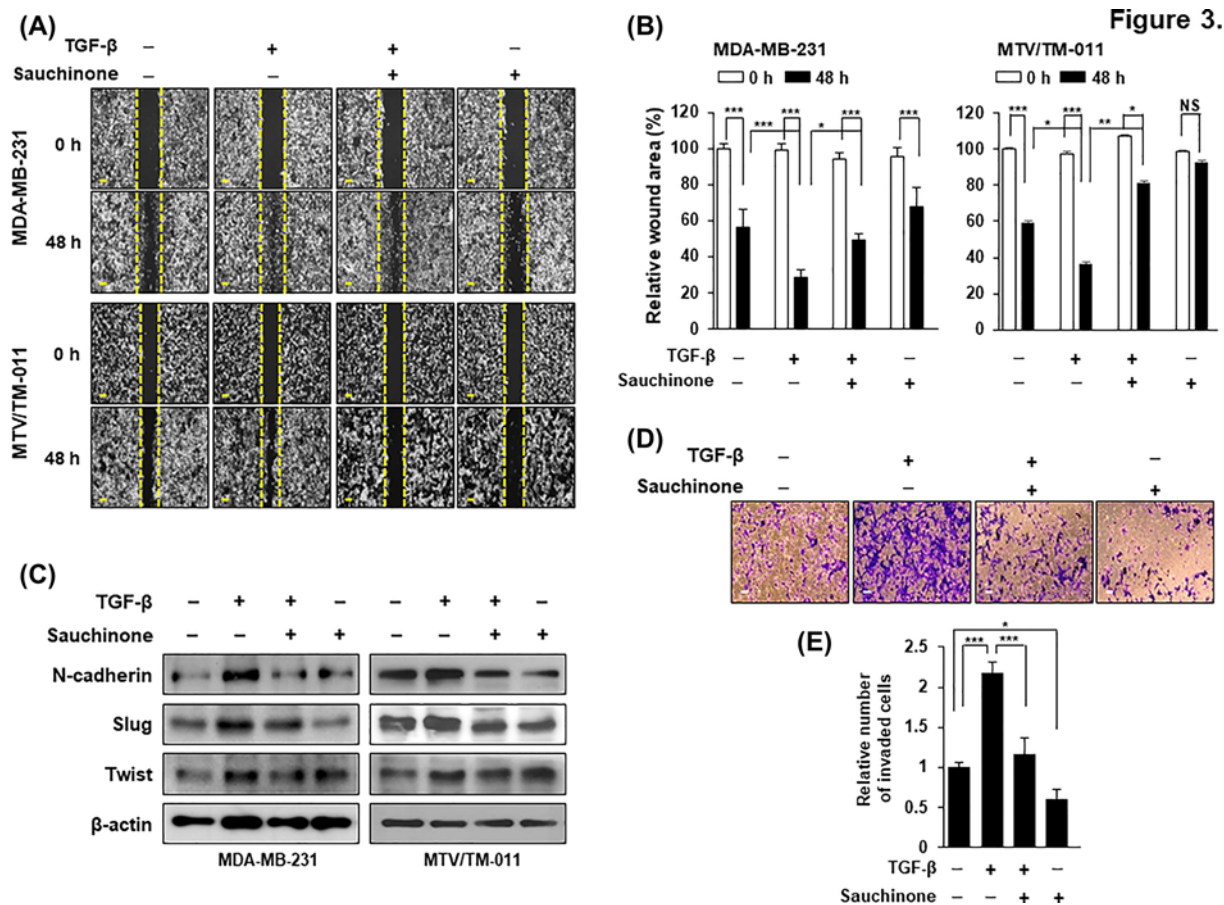 Figure 3.
(A)
TGF-β – + + –
Sauchinone – – + +
MDA-MB-231
0 h
48 h
MTV/TM-011
0 h
48 h
(B)
MDA-MB-231
0 h 48 h
Relative wound area (%)
120
100
80
60
40
20
0
*** *** *** ***
*** *
TGF-β – + + –
Sauchinone – – + +
MTV/TM-011
0 h 48 h
120
100
80
60
40
20
0
*** *** * NS
* **
TGF-β – + + –
Sauchinone – – + +
(C)
TGF-β – + + – – + + –
Sauchinone – – + + – – + +
N-cadherin
Slug
Twist
β-actin
MDA-MB-231 MTV/TM-011
(D)
TGF-β – + + –
Sauchinone – – + +
(E)
Relative number
of invaded cells
2.5
2
1.5
1
0.5
0
*
*** ***
TGF-β – + + –
Sauchinone – – + +